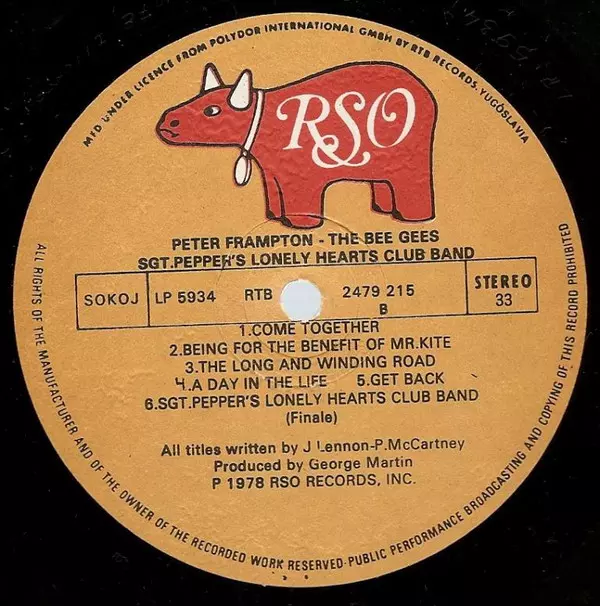 MFD UNDER LICENCE FROM POLYDOR INTERNATIONAL GMBH BY RTB RECORDS, YUGOSLAVIA
RSO
PETER FRAMPTON - THE BEE GEES
SGT.PEPPER'S LONELY HEARTS CLUB BAND
SOKOJ LP 5934 RTB 2479 215 STEREO
B 33
1.COME TOGETHER
2.BEING FOR THE BENEFIT OF MR.KITE
3.THE LONG AND WINDING ROAD
4.A DAY IN THE LIFE 5.GET BACK
6.SGT.PEPPER'S LONELY HEARTS CLUB BAND
(Finale)
All titles written by J Lennon-P.McCartney
Produced by George Martin
P 1978 RSO RECORDS, INC.
ALL RIGHTS OF THE MANUFACTURER AND OF THE OWNER OF THE RECORDED WORK RESERVED·PUBLIC PERFORMANCE BROADCASTING AND COPYING OF THIS RECORD PROHIBITED